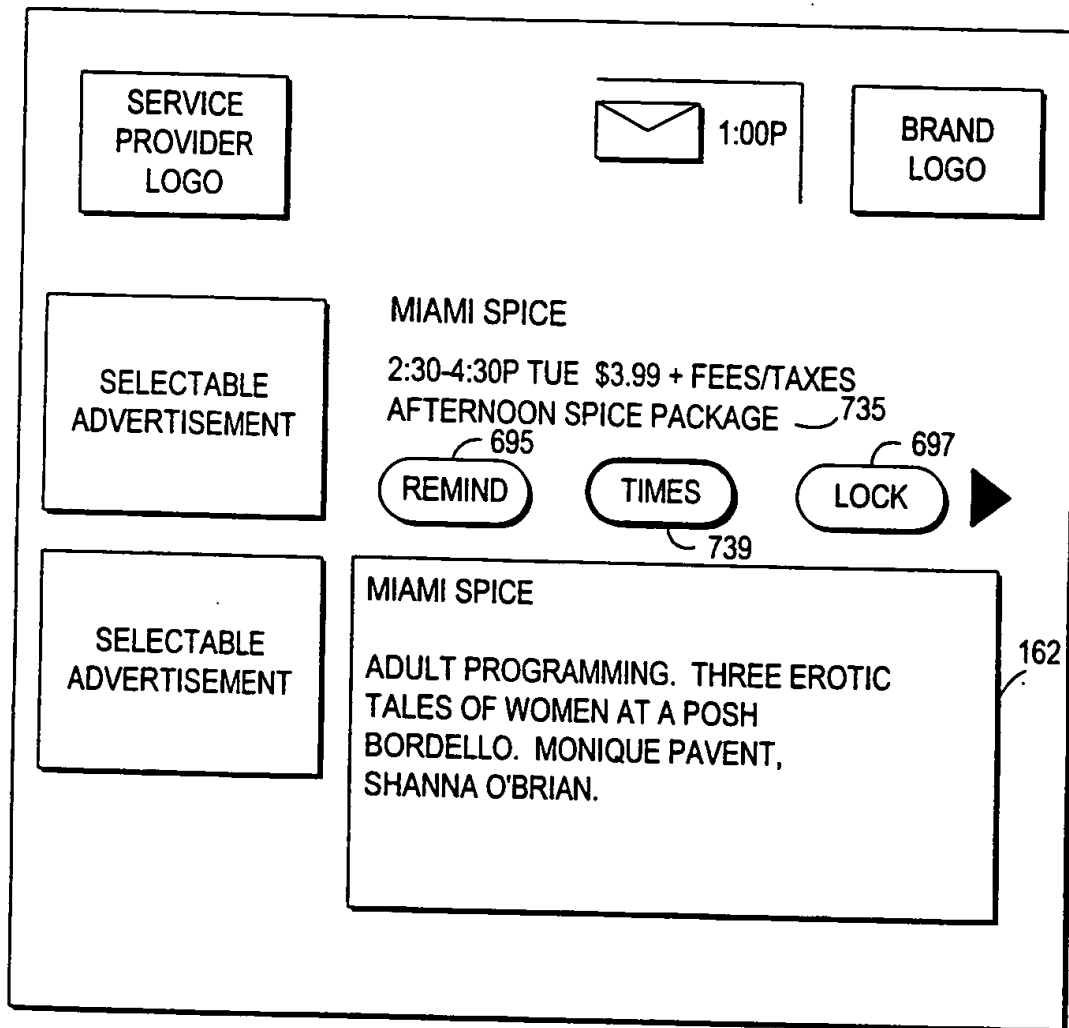 SERVICE
PROVIDER
LOGO
1:00P
BRAND
LOGO
SELECTABLE
ADVERTISEMENT
MIAMI SPICE
2:30-4:30P TUE $3.99 + FEES/TAXES
AFTERNOON SPICE PACKAGE 735
695
697
REMIND
TIMES
LOCK
739
SELECTABLE
ADVERTISEMENT
MIAMI SPICE
ADULT PROGRAMMING. THREE EROTIC
TALES OF WOMEN AT A POSH
BORDELLO. MONIQUE PAVENT,
SHANNA O'BRIAN.
162